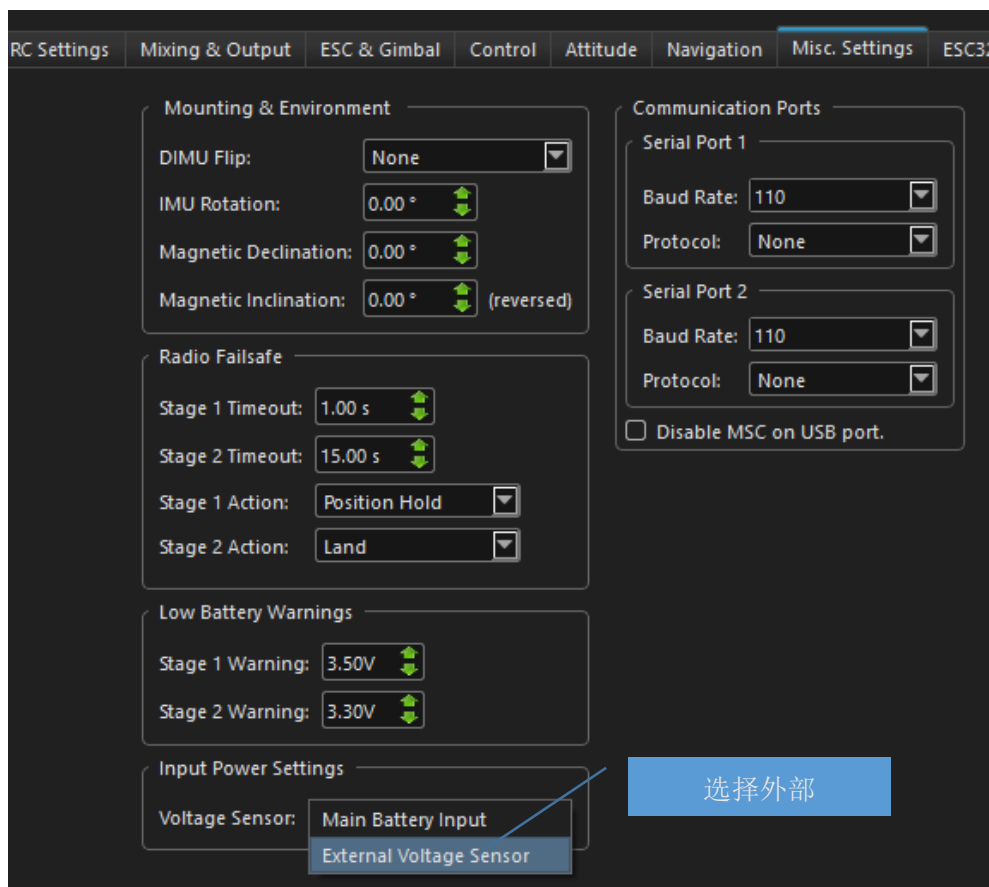 RC Settings Mixing & Output ESC & Gimbal Control Attitude Navigation Misc. Settings ESC32
Mounting & Environment
DIMU Flip: None
IMU Rotation: 0.00 °
Magnetic Declination: 0.00 °
Magnetic Inclination: 0.00 ° (reversed)
Radio Failsafe
Stage 1 Timeout: 1.00 s
Stage 2 Timeout: 15.00 s
Stage 1 Action: Position Hold
Stage 2 Action: Land
Low Battery Warnings
Stage 1 Warning: 3.50V
Stage 2 Warning: 3.30V
Input Power Settings
Voltage Sensor: Main Battery Input
External Voltage Sensor
Communication Ports
Serial Port 1
Baud Rate: 110
Protocol: None
Serial Port 2
Baud Rate: 110
Protocol: None
Disable MSC on USB port.
选择外部